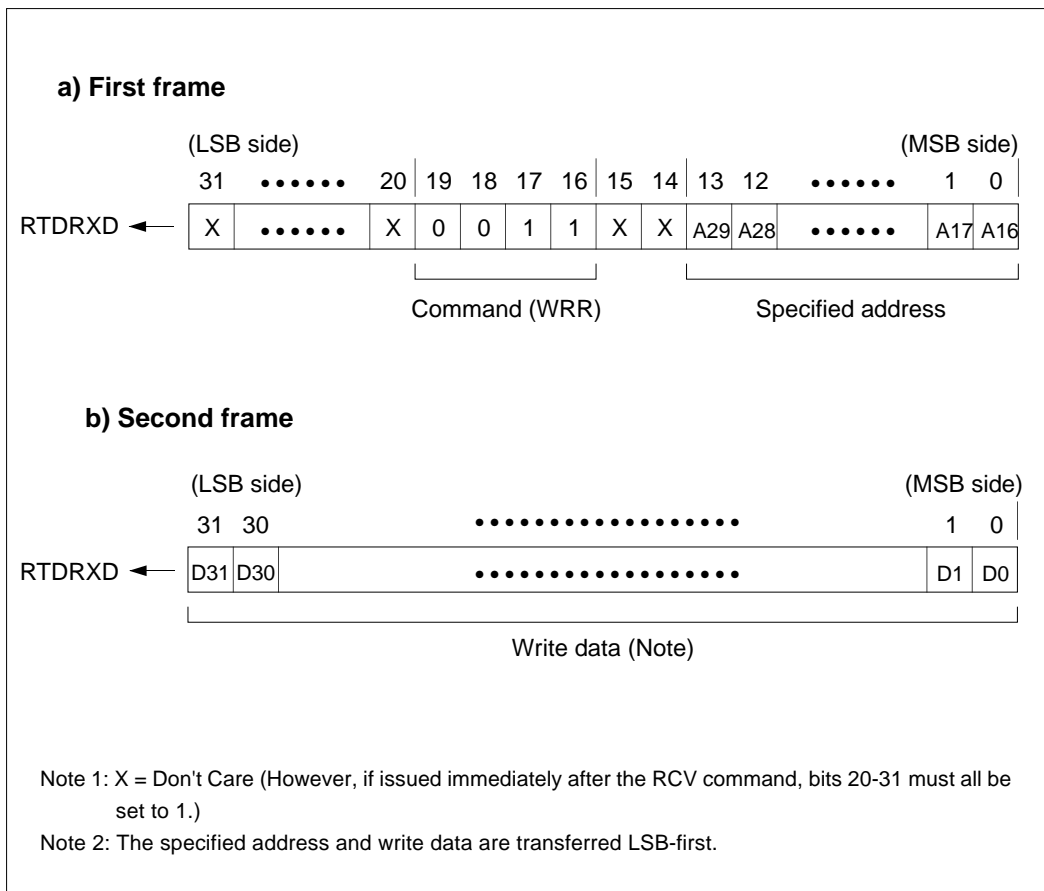 a) First frame
(LSB side) (MSB side)
31 •••••• 20 19 18 17 16 15 14 13 12 •••••• 1 0
RTDRXD X •••••• X 0 0 1 1 X X A29 A28 •••••• A17 A16
Command (WRR) Specified address
b) Second frame
(LSB side) (MSB side)
31 30 •••••••••••••••••• 1 0
RTDRXD D31 D30 •••••••••••••••••• D1 D0
Write data (Note)
Note 1: X = Don't Care (However, if issued immediately after the RCV command, bits 20-31 must all be
set to 1.)
Note 2: The specified address and write data are transferred LSB-first.